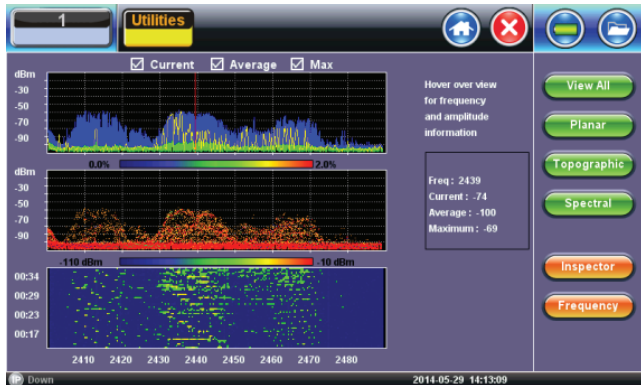 1
Utilities
Current
Average
Max
dBm
-30
-50
-70
-90
0.0%
2.0%
dBm
-30
-50
-70
-90
-110 dBm
-10 dBm
00:34
00:29
00:23
00:17
2410 2420 2430 2440 2450 2460 2470 2480
Hover over view
for frequency
and amplitude
information
Freq : 2439
Current : -74
Average : -100
Maximum : -69
View All
Planar
Topographic
Spectral
Inspector
Frequency
IP Down
2014-05-29 14:13:09